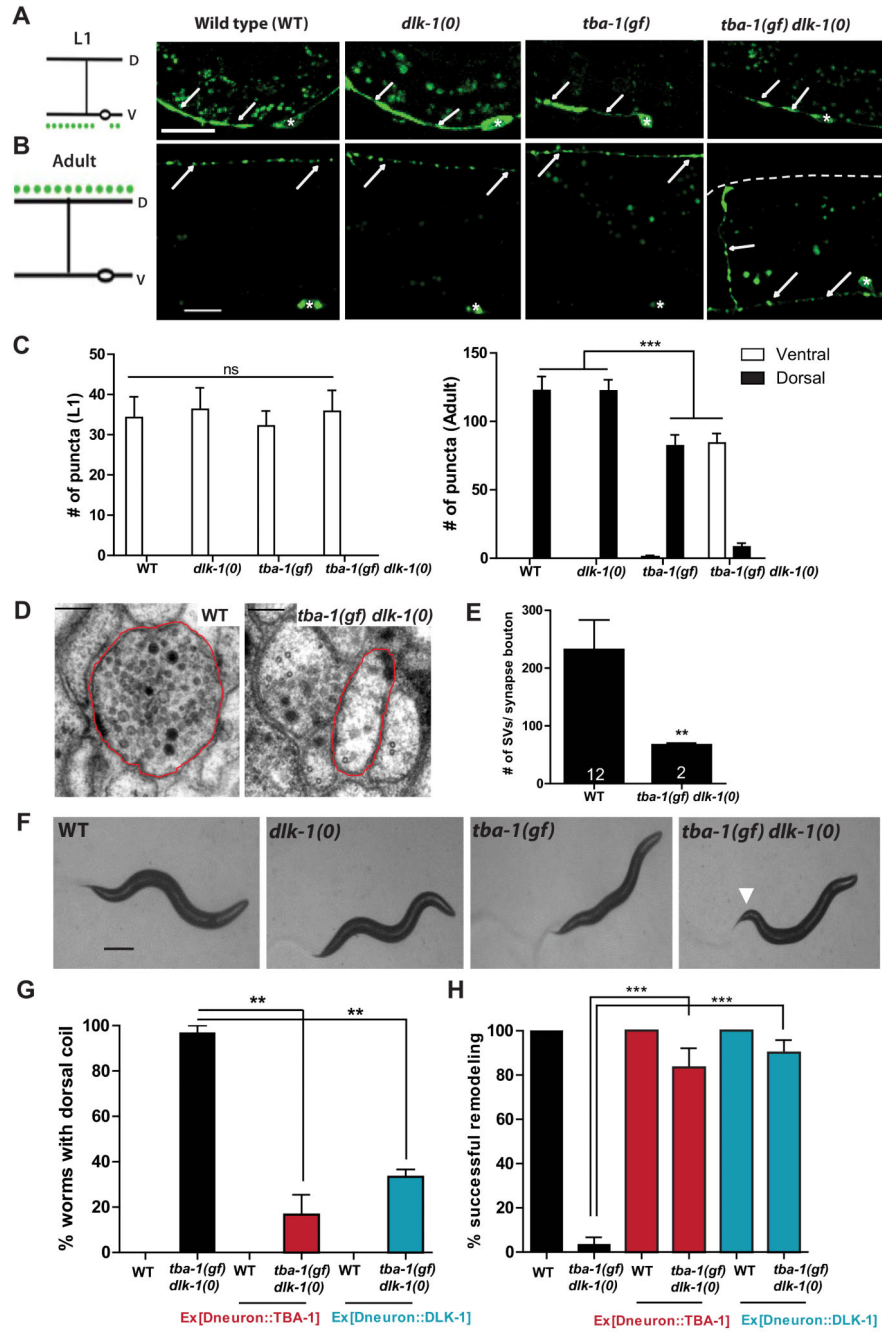 A
Wild type (WT)
dlk-1(0)
tba-1(gf)
tba-1(gf) dlk-1(0)
L1
D
V
*
*
*
*
B
Adult
D
V
*
*
*
*
C
# of puncta (L1)
50
40
30
20
10
0
ns
WT
dlk-1(0)
tba-1(gf)
tba-1(gf) dlk-1(0)
# of puncta (Adult)
150
100
50
0
***
Ventral
Dorsal
WT
dlk-1(0)
tba-1(gf)
tba-1(gf) dlk-1(0)
D
WT
tba-1(gf) dlk-1(0)
E
# of SVs/ synapse bouton
300
200
100
0
**
12
2
WT
tba-1(gf) dlk-1(0)
F
WT
dlk-1(0)
tba-1(gf)
tba-1(gf) dlk-1(0)
G
% worms with dorsal coil
100
80
60
40
20
0
**
**
WT
tba-1(gf)
dlk-1(0)
WT
tba-1(gf)
dlk-1(0)
WT
tba-1(gf)
dlk-1(0)
Ex[Dneuron::TBA-1]
Ex[Dneuron::DLK-1]
H
% successful remodeling
100
80
60
40
20
0
***
***
WT
tba-1(gf)
dlk-1(0)
WT
tba-1(gf)
dlk-1(0)
WT
tba-1(gf)
dlk-1(0)
Ex[Dneuron::TBA-1]
Ex[Dneuron::DLK-1]